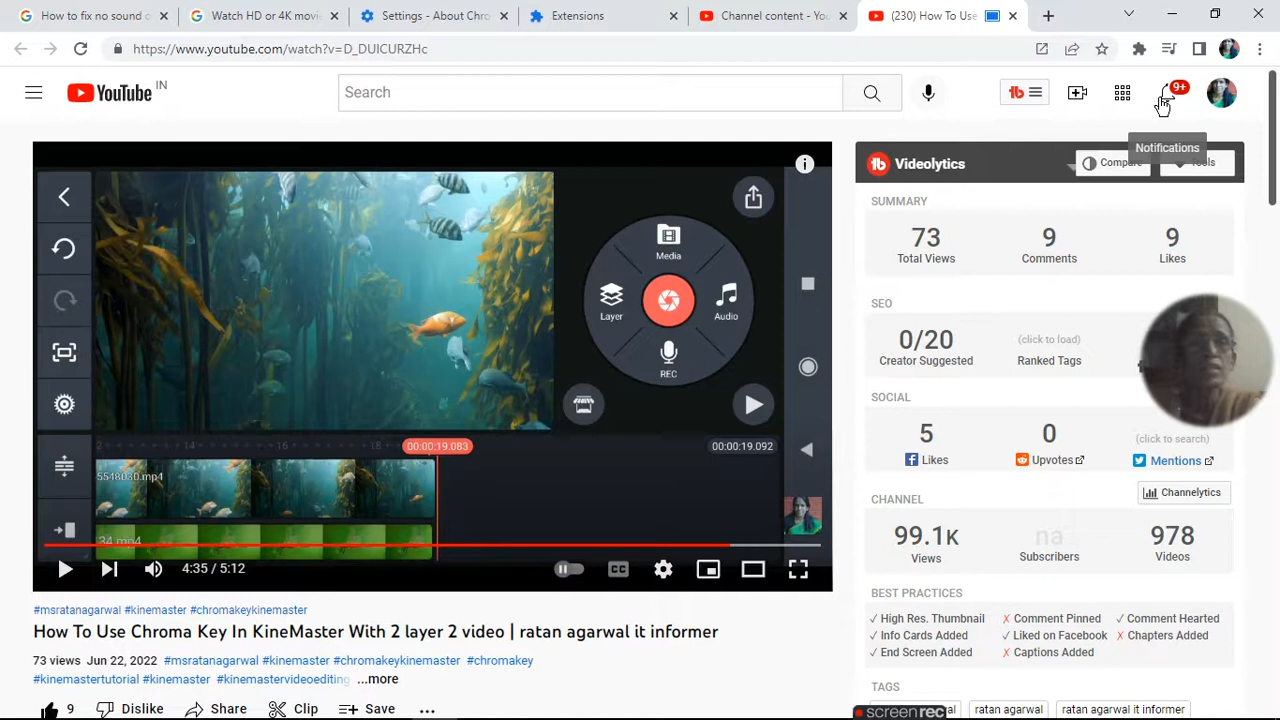 How to fix no sound o
Watch HD or 4K movi
Settings - About Chro
Extensions
Channel content - Yo
(230) How To Use
https://www.youtube.com/watch?v=D_DUlCURZHc
YouTube IN
Search
9+
Notifications
Videolytics
Compare
Tools
SUMMARY
73 9 9
Total Views Comments Likes
SEO
0/20 (click to load)
Creator Suggested Ranked Tags
SOCIAL
5 0 (click to search)
Likes Upvotes Mentions
CHANNEL
Channelytics
99.1K na 978
Views Subscribers Videos
BEST PRACTICES
✓ High Res. Thumbnail ✗ Comment Pinned ✓ Comment Hearted
✓ Info Cards Added ✓ Liked on Facebook ✗ Chapters Added
✓ End Screen Added ✗ Captions Added
TAGS
ratan agarwal
ratan agarwal it informer
screenrec
Media
Layer
Audio
REC
14 16 18
00:00:19.083
00:00:19.092
5548030.mp4
34.mp4
4:35 / 5:12
CC
#msratanagarwal #kinemaster #chromakeykinemaster
How To Use Chroma Key In KineMaster With 2 layer 2 video | ratan agarwal it informer
73 views Jun 22, 2022 #msratanagarwal #kinemaster #chromakeykinemaster #chromakey
#kinemastertutorial #kinemaster #kinemastervideoediting ...more
9 Dislike Share Clip Save